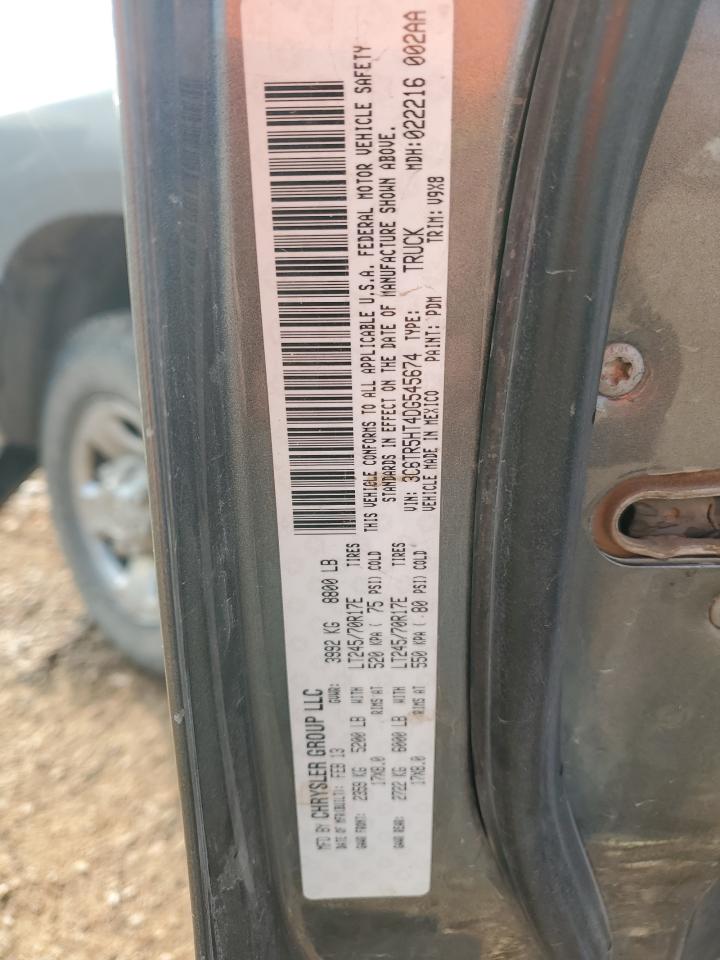 MFD BY CHRYSLER GROUP LLC
DATE OF MFR(BUILT): FEB 13 GVWR: 3992 KG 8800 LB
GAWR FRONT: 2359 KG 5200 LB WITH LT245/70R17E TIRES
17X8.0 RIMS AT 520 KPA( 75 PSI) COLD
GAWR REAR: 2722 KG 6000 LB WITH LT245/70R17E TIRES
17X8.0 RIMS AT 550 KPA( 80 PSI) COLD
THIS VEHICLE CONFORMS TO ALL APPLICABLE U.S.A. FEDERAL MOTOR VEHICLE SAFETY
STANDARDS IN EFFECT ON THE DATE OF MANUFACTURE SHOWN ABOVE.
VIN: 3C6TR5HT4DG545674 TYPE: TRUCK MDH:022216 002AA
VEHICLE MADE IN MEXICO PAINT: PDM TRIM: V9X8